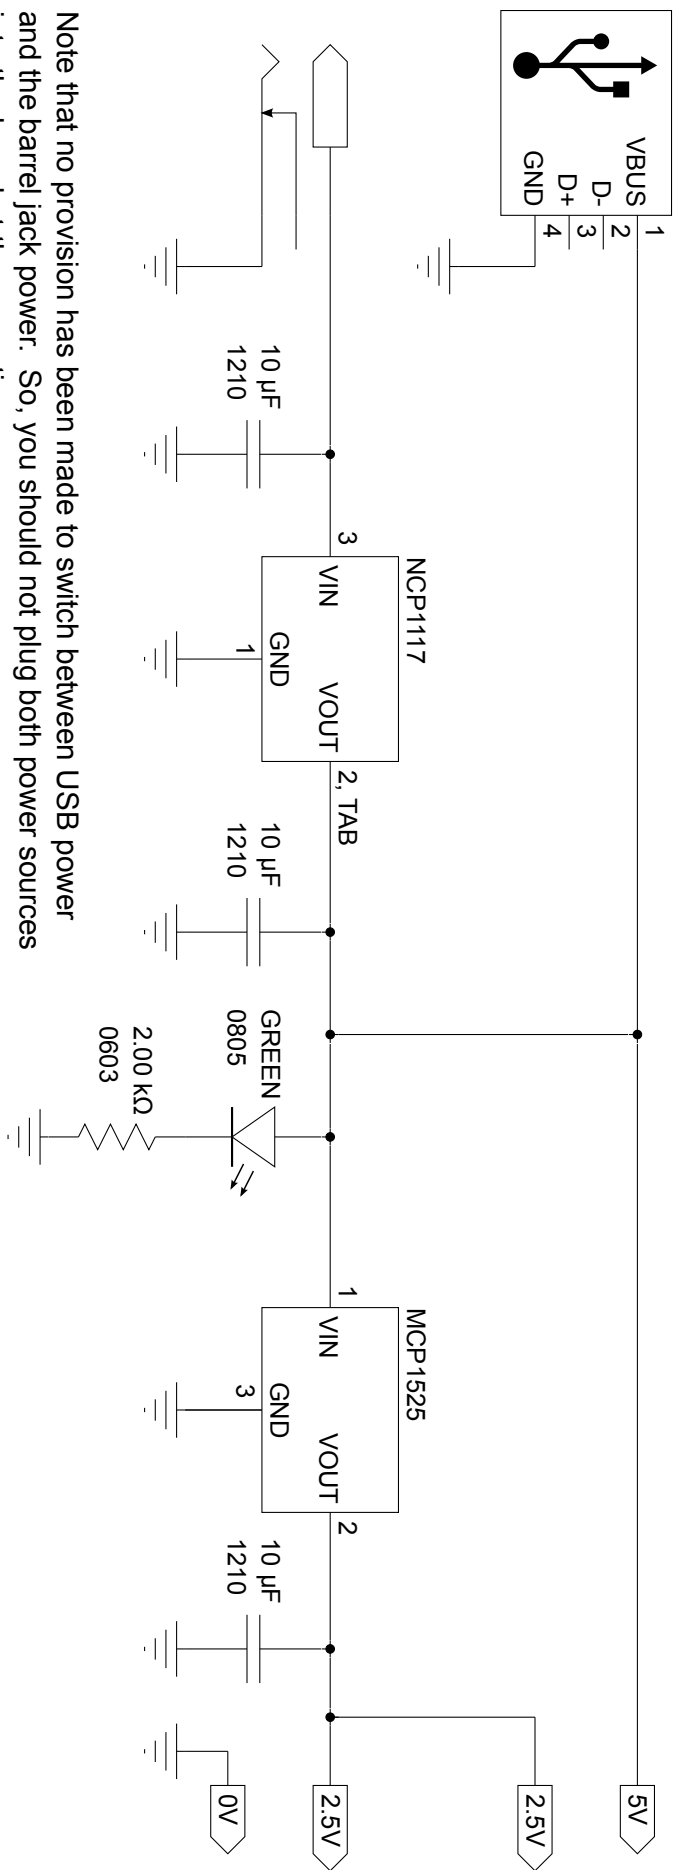 VBUS
D-
D+
GND
1
2
3
4
5V
2.5V
NCP1117
3
VIN
VOUT
2, TAB
GND
1
MCP1525
1
VIN
VOUT
2
GND
3
2.5V
10 µF
1210
10 µF
1210
GREEN
0805
2.00 kΩ
0603
10 µF
1210
0V
Note that no provision has been made to switch between USB power
and the barrel jack power. So, you should not plug both power sources